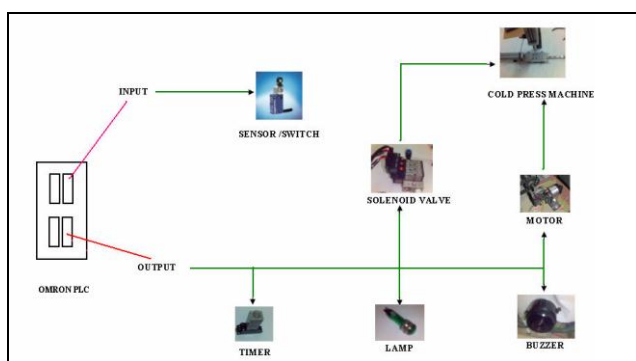 COLD PRESS MACHINE
INPUT
SENSOR /SWITCH
SOLENOID VALVE
MOTOR
OUTPUT
OMRON PLC
TIMER
LAMP
BUZZER